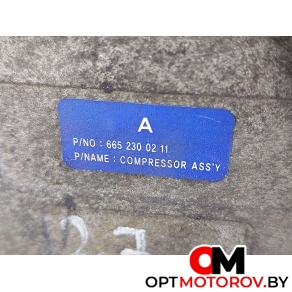 A
P/NO : 665 230 02 11
P/NAME : COMPRESSOR ASS'Y
OPTMOTOROV.BY